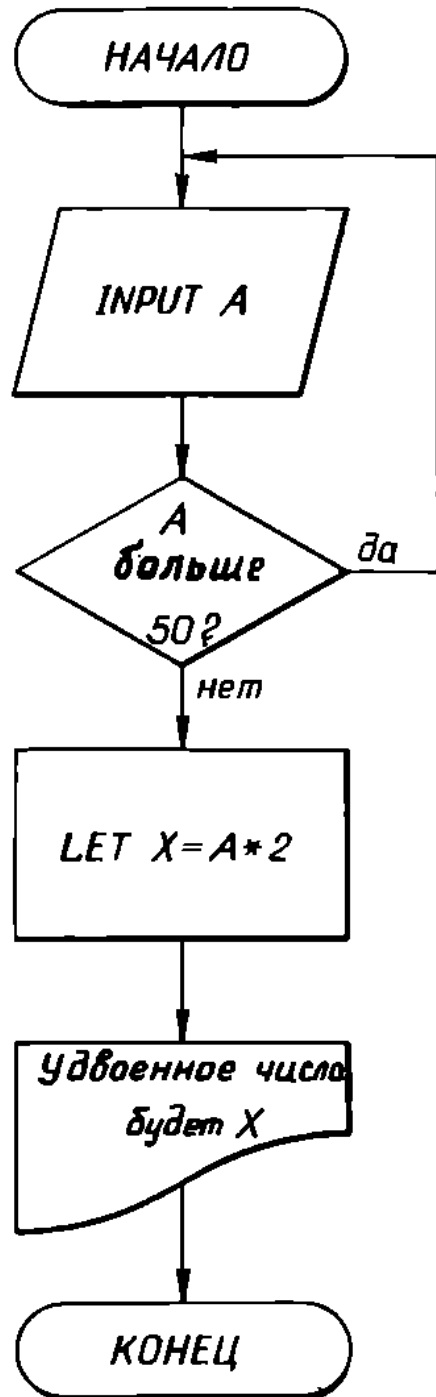 НАЧАЛО
INPUT A
A
больше
50?
да
нет
LET X=A*2
Удвоенное число
будет X
КОНЕЦ